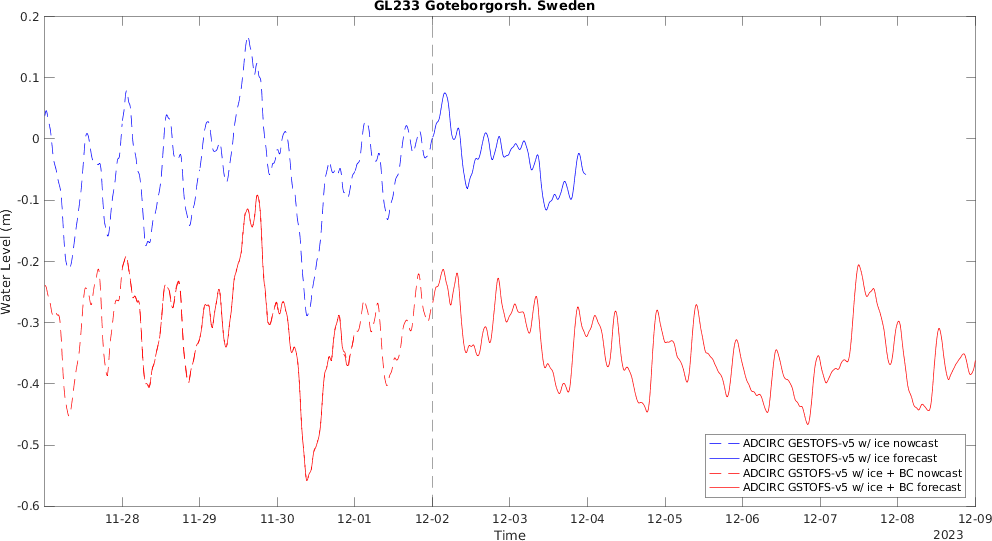 GL233 Goteborgorsh. Sweden
Water Level (m)
0.2
0.1
0
-0.1
-0.2
-0.3
-0.4
-0.5
-0.6
ADCIRC GESTOFS-v5 w/ ice nowcast
ADCIRC GESTOFS-v5 w/ ice forecast
ADCIRC GSTOFS-v5 w/ ice + BC nowcast
ADCIRC GSTOFS-v5 w/ ice + BC forecast
11-28 11-29 11-30 12-01 12-02 12-03 12-04 12-05 12-06 12-07 12-08 12-09
Time
2023